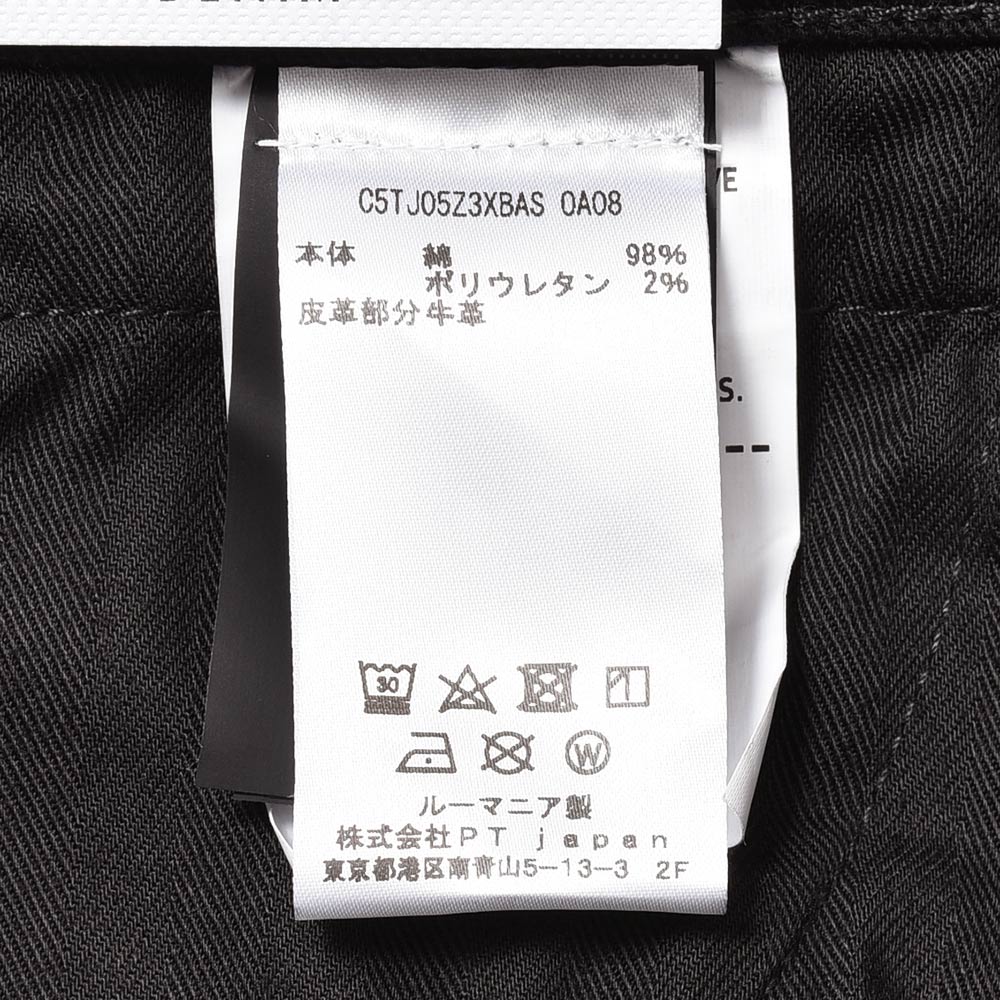 C5TJ05Z3XBAS 0A08
本体 綿 98%
ポリウレタン 2%
皮革部分牛革
S.
--
30
W
ルーマニア製
株式会社PT japan
東京都港区南青山5-13-3 2F